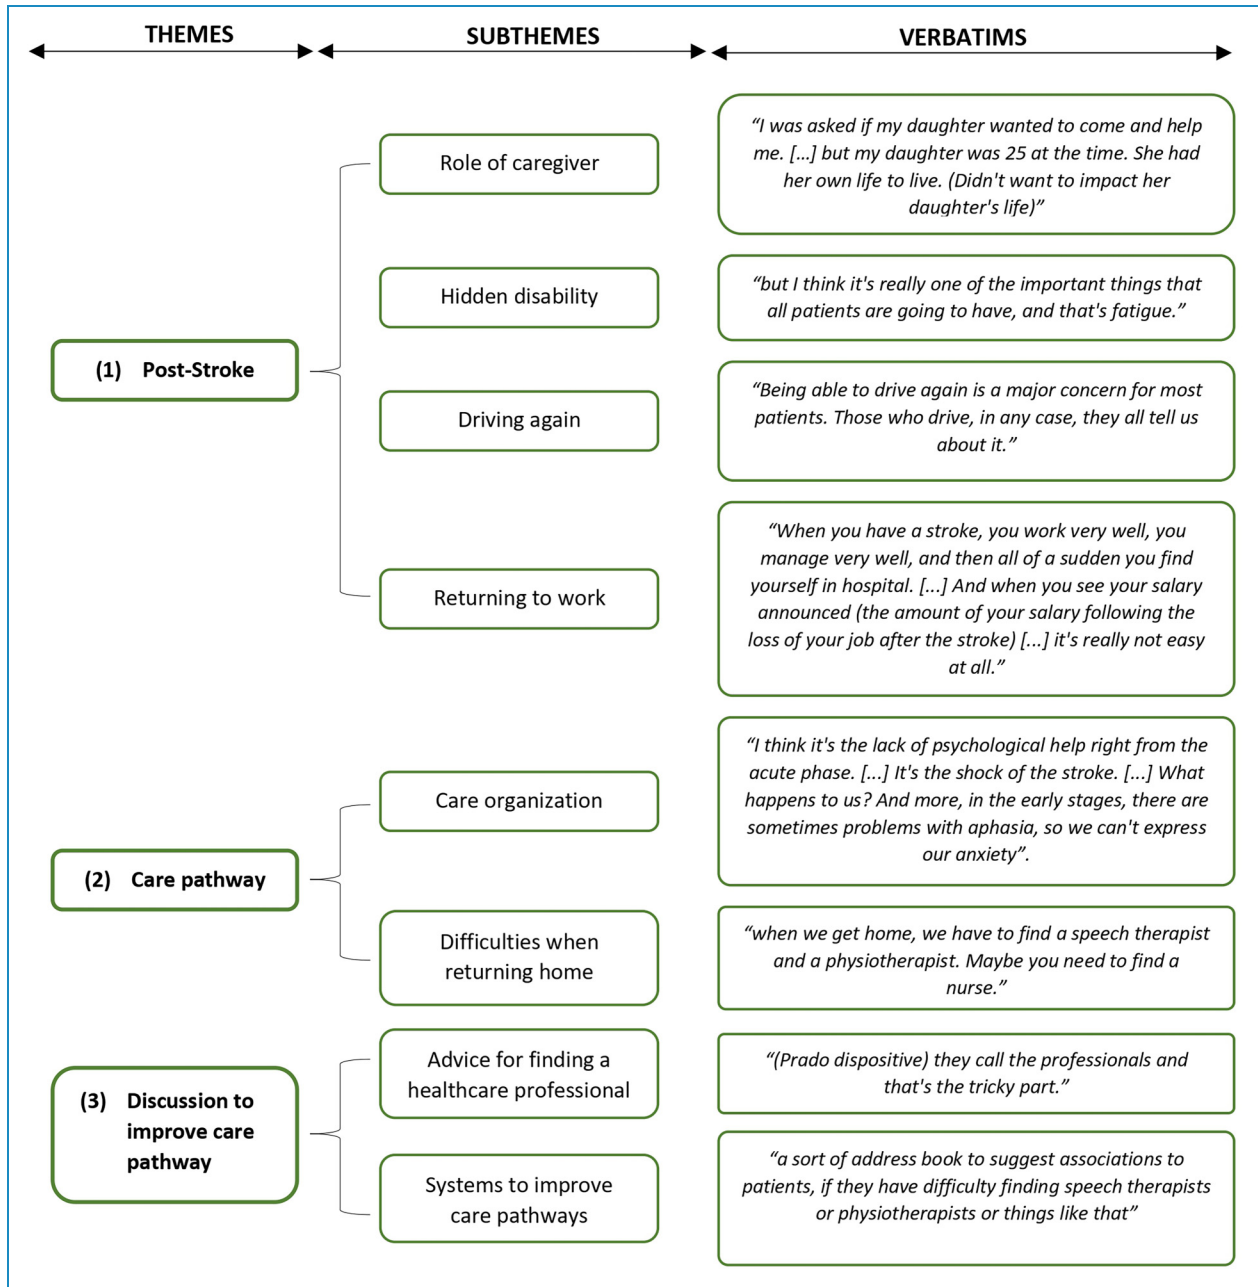 THEMES
SUBTHEMES
VERBATIMS
(1) Post-Stroke
Role of caregiver
“I was asked if my daughter wanted to come and help
me. [...] but my daughter was 25 at the time. She had
her own life to live. (Didn't want to impact her
daughter's life)”
Hidden disability
“but I think it's really one of the important things that
all patients are going to have, and that's fatigue.”
Driving again
“Being able to drive again is a major concern for most
patients. Those who drive, in any case, they all tell us
about it.”
Returning to work
“When you have a stroke, you work very well, you
manage very well, and then all of a sudden you find
yourself in hospital. [...] And when you see your salary
announced (the amount of your salary following the
loss of your job after the stroke) [...] it's really not easy
at all.”
(2) Care pathway
Care organization
“I think it's the lack of psychological help right from the
acute phase. [...] It's the shock of the stroke. [...] What
happens to us? And more, in the early stages, there are
sometimes problems with aphasia, so we can't express
our anxiety”.
Difficulties when
returning home
“when we get home, we have to find a speech therapist
and a physiotherapist. Maybe you need to find a
nurse.”
(3) Discussion to
improve care
pathway
Advice for finding a
healthcare professional
“(Prado dispositive) they call the professionals and
that's the tricky part.”
Systems to improve
care pathways
“a sort of address book to suggest associations to
patients, if they have difficulty finding speech therapists
or physiotherapists or things like that”